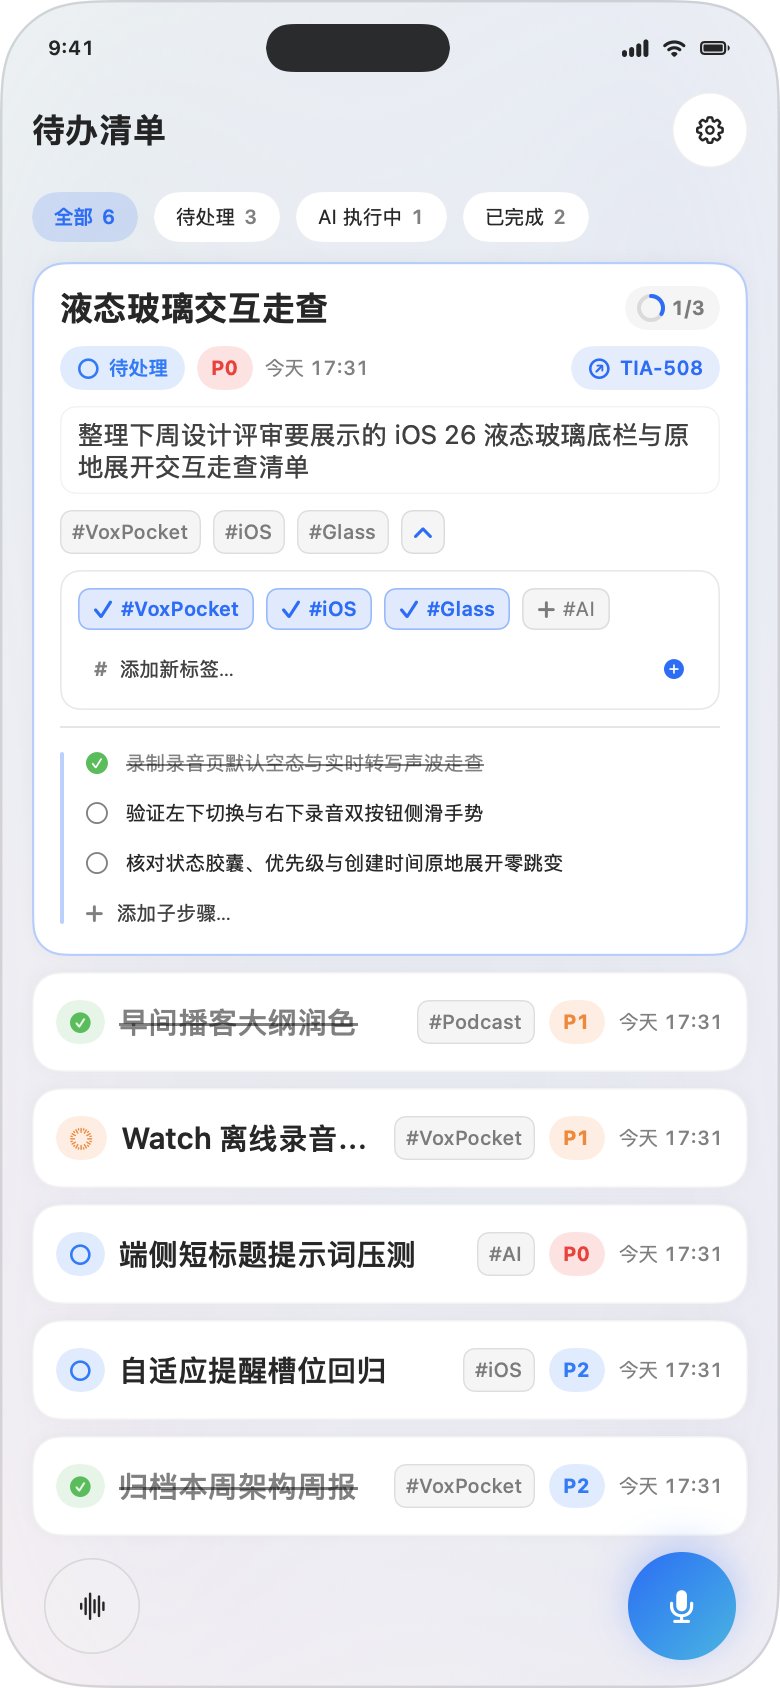 9:41
待办清单
全部 6 待处理 3 AI 执行中 1 已完成 2
液态玻璃交互走查 1/3
待处理 P0 今天 17:31 TIA-508
整理下周设计评审要展示的 iOS 26 液态玻璃底栏与原
地展开交互走查清单
#VoxPocket #iOS #Glass
#VoxPocket #iOS #Glass #AI
# 添加新标签...
录制录音页默认空态与实时转写声波走查
验证左下切换与右下录音双按钮侧滑手势
核对状态胶囊、优先级与创建时间原地展开零跳变
添加子步骤...
早间播客大纲润色 #Podcast P1 今天 17:31
Watch 离线录音... #VoxPocket P1 今天 17:31
端侧短标题提示词压测 #AI P0 今天 17:31
自适应提醒槽位回归 #iOS P2 今天 17:31
归档本周架构周报 #VoxPocket P2 今天 17:31